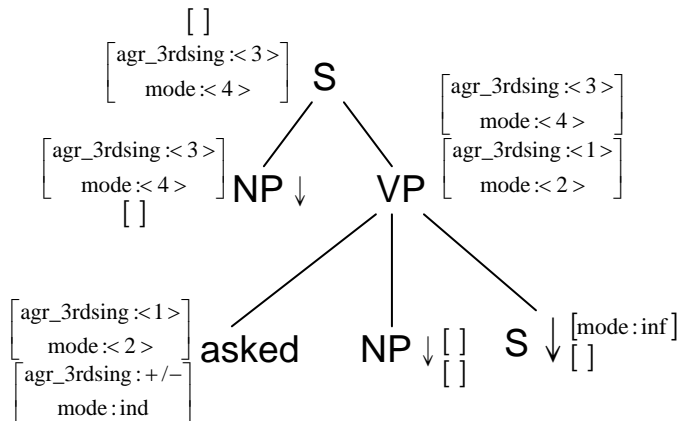 [ ]
[agr_3rdsing:< 3 >
mode:< 4 >]
S
[agr_3rdsing:< 3 >
mode:< 4 >]
[agr_3rdsing:<1>
mode:< 2 >]
[agr_3rdsing:< 3 >
mode:< 4 >]
[ ]
NP ↓
VP
[agr_3rdsing:<1>
mode:< 2 >]
[agr_3rdsing:+/−
mode:ind]
asked
NP ↓ [ ]
[ ]
S ↓ [mode:inf]
[ ]